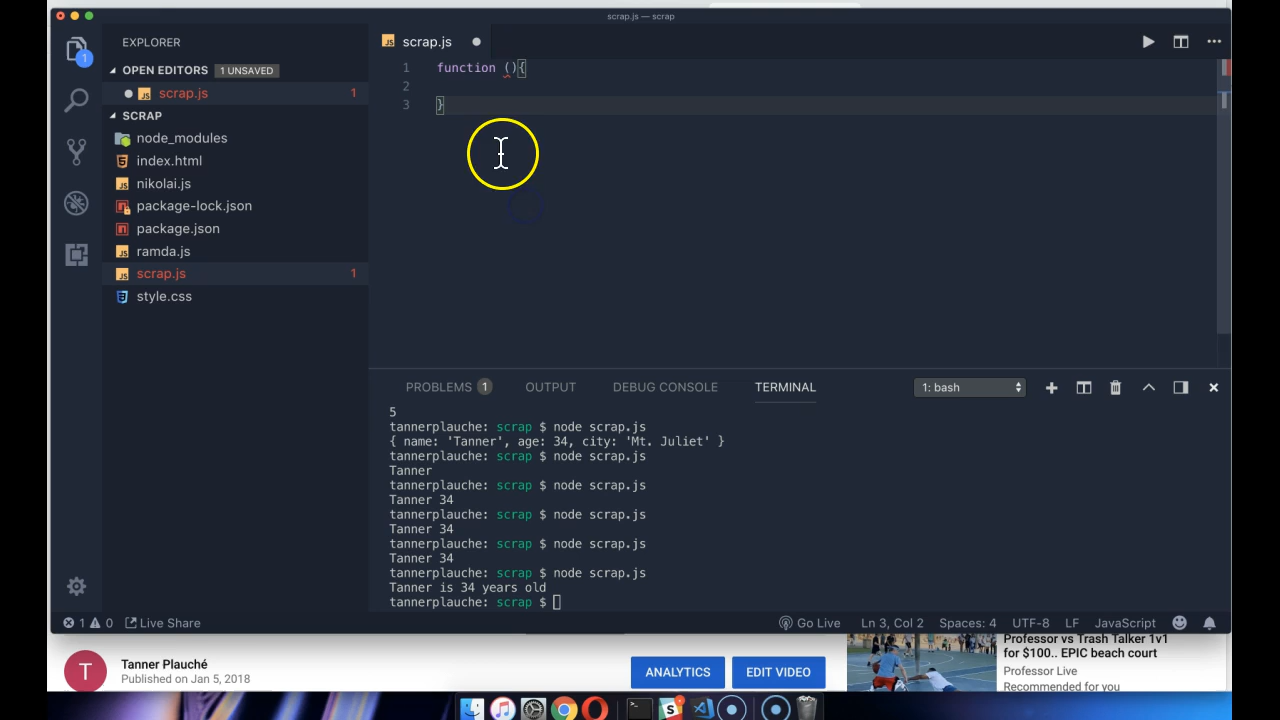 scrap.js — scrap
EXPLORER
OPEN EDITORS 1 UNSAVED
scrap.js 1
SCRAP
node_modules
index.html
nikolai.js
package-lock.json
package.json
ramda.js
scrap.js 1
style.css
1
scrap.js
1 function (){
2
3 }
PROBLEMS 1 OUTPUT DEBUG CONSOLE TERMINAL 1: bash
5
tannerplauche: scrap $ node scrap.js
{ name: 'Tanner', age: 34, city: 'Mt. Juliet' }
tannerplauche: scrap $ node scrap.js
Tanner
tannerplauche: scrap $ node scrap.js
Tanner 34
tannerplauche: scrap $ node scrap.js
Tanner 34
tannerplauche: scrap $ node scrap.js
Tanner 34
tannerplauche: scrap $ node scrap.js
Tanner is 34 years old
tannerplauche: scrap $
1 0 Live Share Go Live Ln 3, Col 2 Spaces: 4 UTF-8 LF JavaScript
T
Tanner Plauché
Published on Jan 5, 2018
ANALYTICS EDIT VIDEO
Professor vs Trash Talker 1v1
for $100.. EPIC beach court
Professor Live
Recommended for you